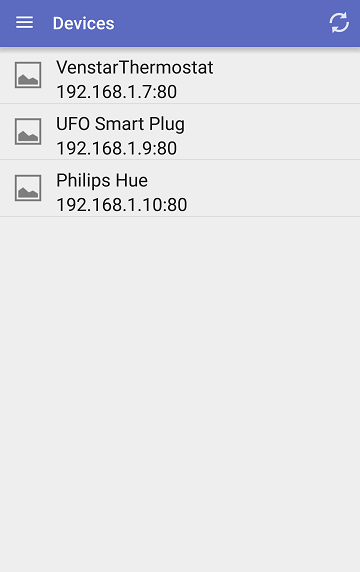 Devices
VenstarThermostat
192.168.1.7:80
UFO Smart Plug
192.168.1.9:80
Philips Hue
192.168.1.10:80